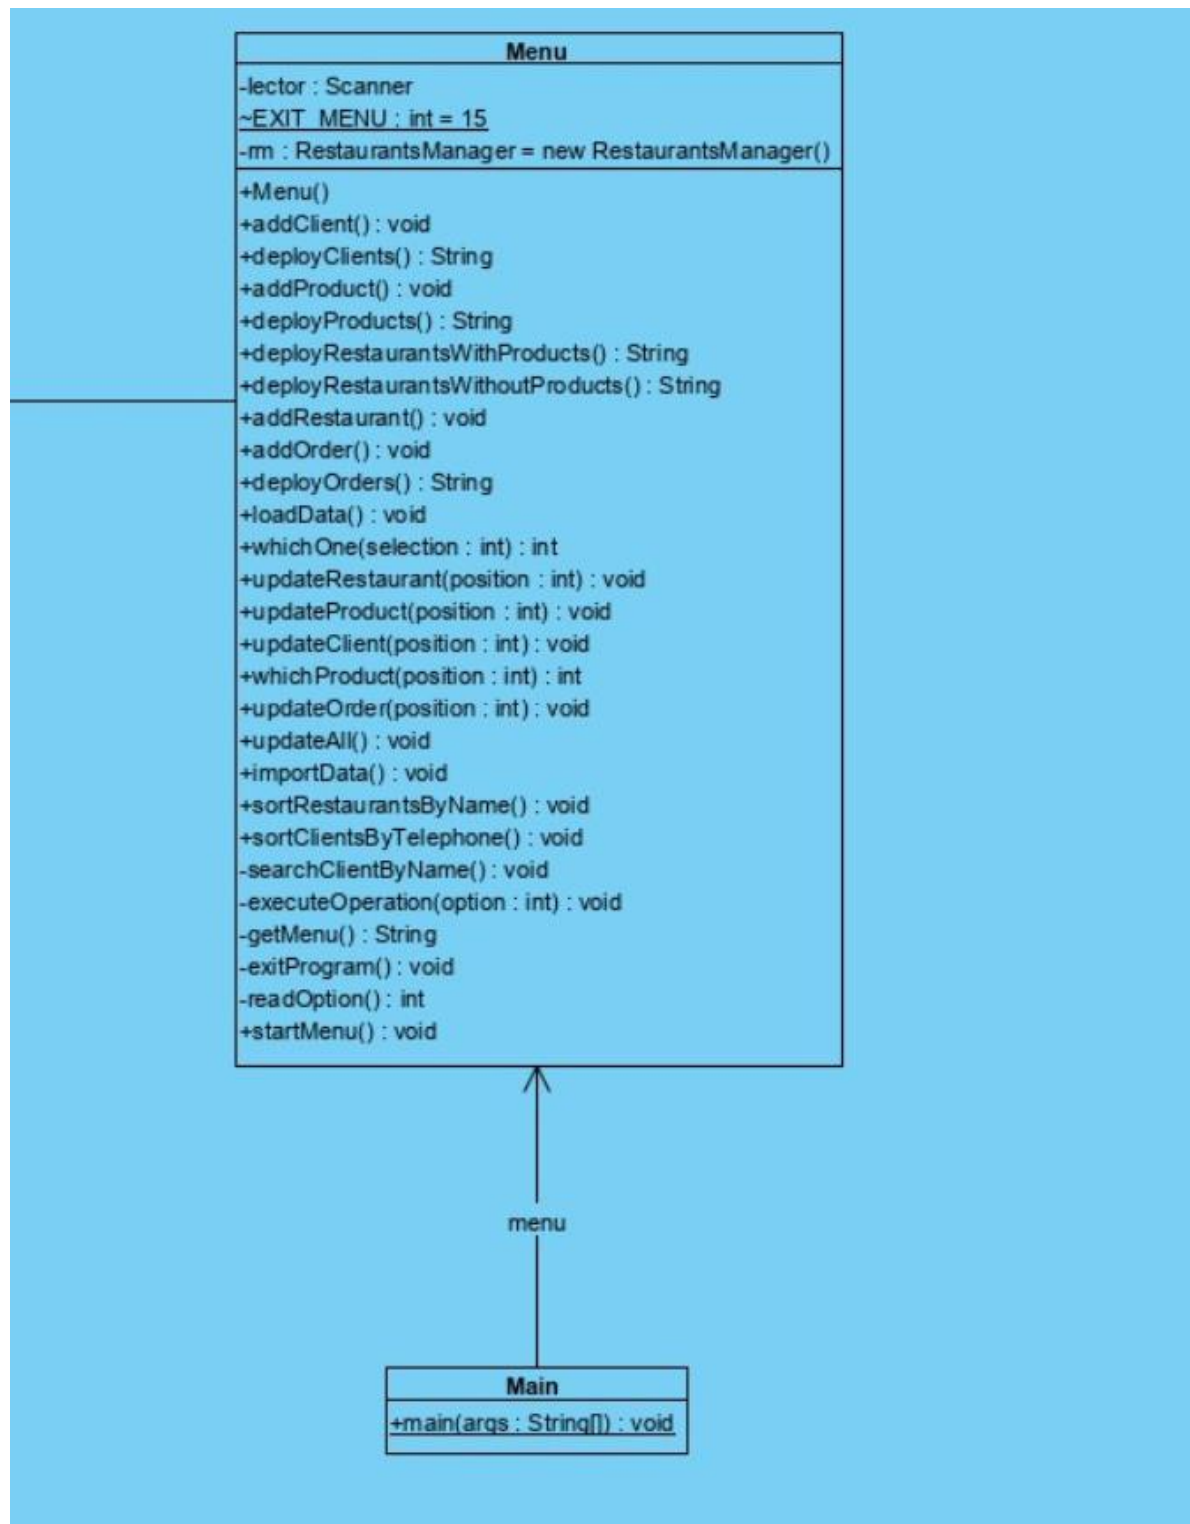 Menu
-lector : Scanner
~EXIT_MENU : int = 15
-rm : RestaurantsManager = new RestaurantsManager()
+Menu()
+addClient() : void
+deployClients() : String
+addProduct() : void
+deployProducts() : String
+deployRestaurantsWithProducts() : String
+deployRestaurantsWithoutProducts() : String
+addRestaurant() : void
+addOrder() : void
+deployOrders() : String
+loadData() : void
+whichOne(selection : int) : int
+updateRestaurant(position : int) : void
+updateProduct(position : int) : void
+updateClient(position : int) : void
+whichProduct(position : int) : int
+updateOrder(position : int) : void
+updateAll() : void
+importData() : void
+sortRestaurantsByName() : void
+sortClientsByTelephone() : void
-searchClientByName() : void
-executeOperation(option : int) : void
-getMenu() : String
-exitProgram() : void
-readOption() : int
+startMenu() : void
menu
Main
+main(args : String[]) : void